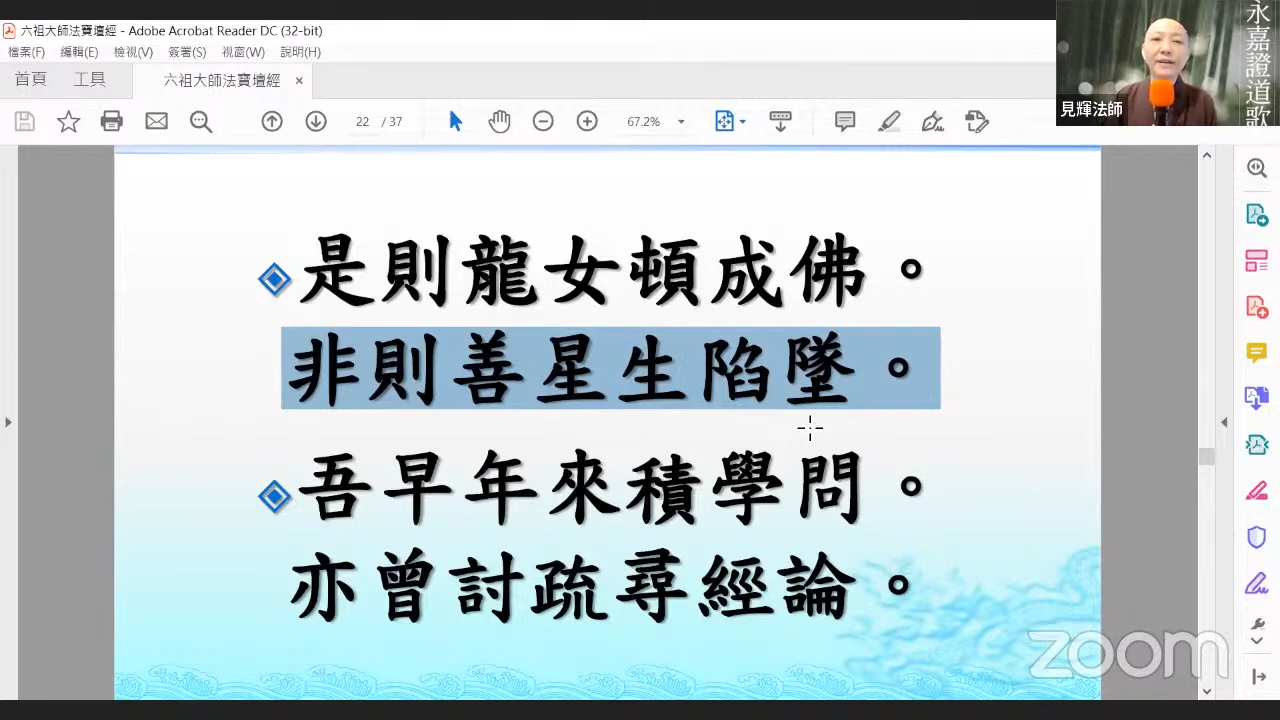 六祖大師法寶壇經 - Adobe Acrobat Reader DC (32-bit)
檔案(F) 編輯(E) 檢視(V) 簽署(S) 視窗(W) 說明(H)
首頁 工具 六祖大師法寶壇經 ×
22 / 37 67.2%
永嘉證道歌
見輝法師
是則龍女頓成佛。
非則善星生陷墜。
吾早年來積學問。
亦曾討疏尋經論。
zoom